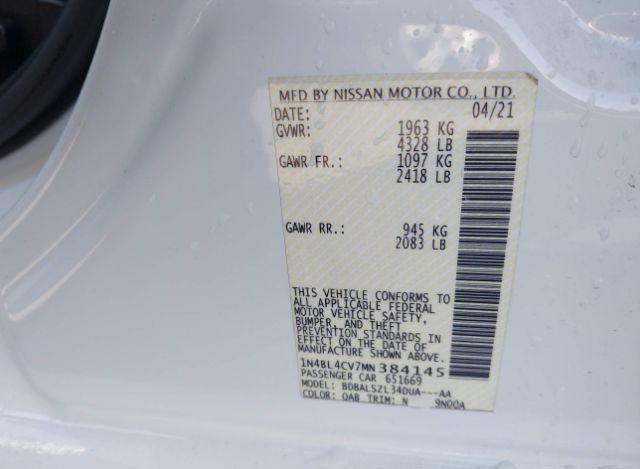 MFD BY NISSAN MOTOR CO., LTD.
DATE: 04/21
GVWR: 1963 KG
4328 LB
GAWR FR.: 1097 KG
2418 LB
GAWR RR.: 945 KG
2083 LB
THIS VEHICLE CONFORMS TO
ALL APPLICABLE FEDERAL
MOTOR VEHICLE SAFETY,
BUMPER, AND THEFT
PREVENTION STANDARDS IN
EFFECT ON THE DATE OF
MANUFACTURE SHOWN ABOVE.
1N4BL4CV7MN384145
PASSENGER CAR 651669
MODEL: BDBALSZL34DUA---AA
COLOR: QAB TRIM: N 9N00A